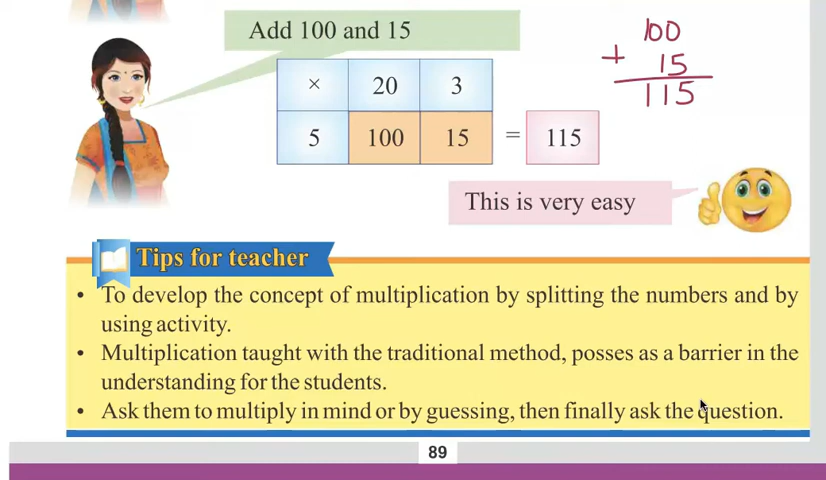 Add 100 and 15
100
+ 15
115
× 20 3
5 100 15 = 115
This is very easy
Tips for teacher
• To develop the concept of multiplication by splitting the numbers and by
using activity.
• Multiplication taught with the traditional method, posses as a barrier in the
understanding for the students.
• Ask them to multiply in mind or by guessing, then finally ask the question.
89